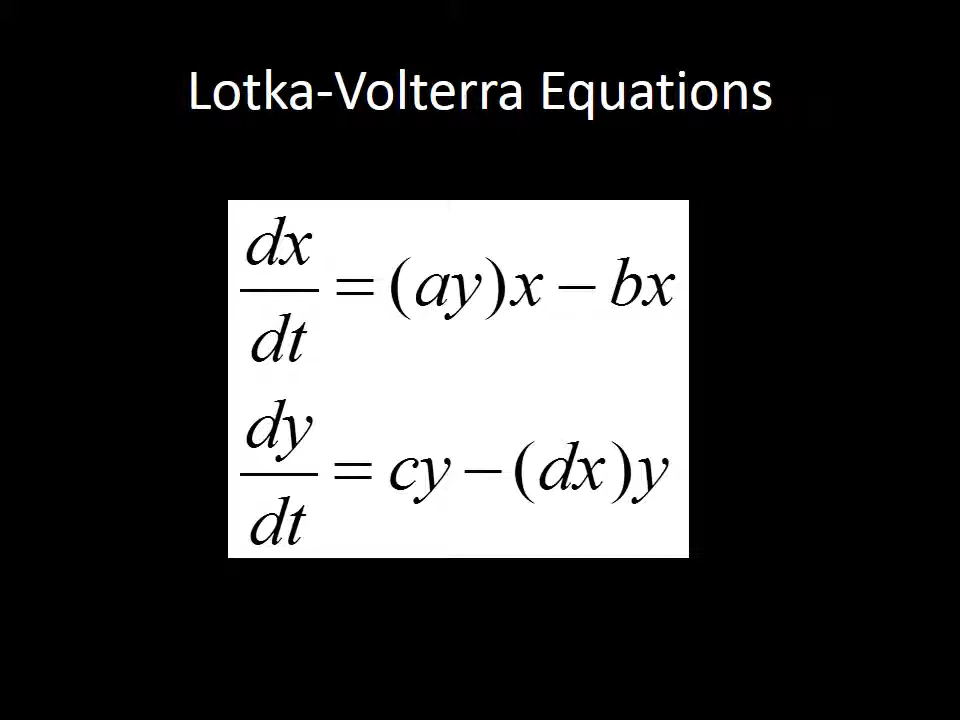 Lotka-Volterra Equations
dx/dt = (ay)x − bx
dy/dt = cy − (dx)y